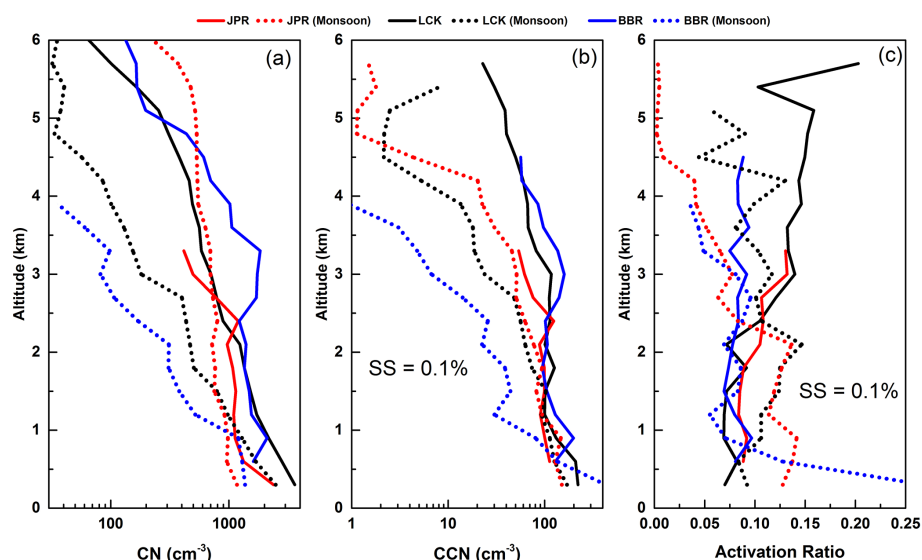 JPR JPR (Monsoon) LCK LCK (Monsoon) BBR BBR (Monsoon)
(a) (b) (c)
6 6 6
5 5 5
4 4 4
3 3 3
2 2 2
1 1 1
0 0 0
Altitude (km) Altitude (km) Altitude (km)
SS = 0.1% SS = 0.1%
100 1000 1 10 100 0.00 0.05 0.10 0.15 0.20 0.25
CN (cm-3) CCN (cm-3) Activation Ratio